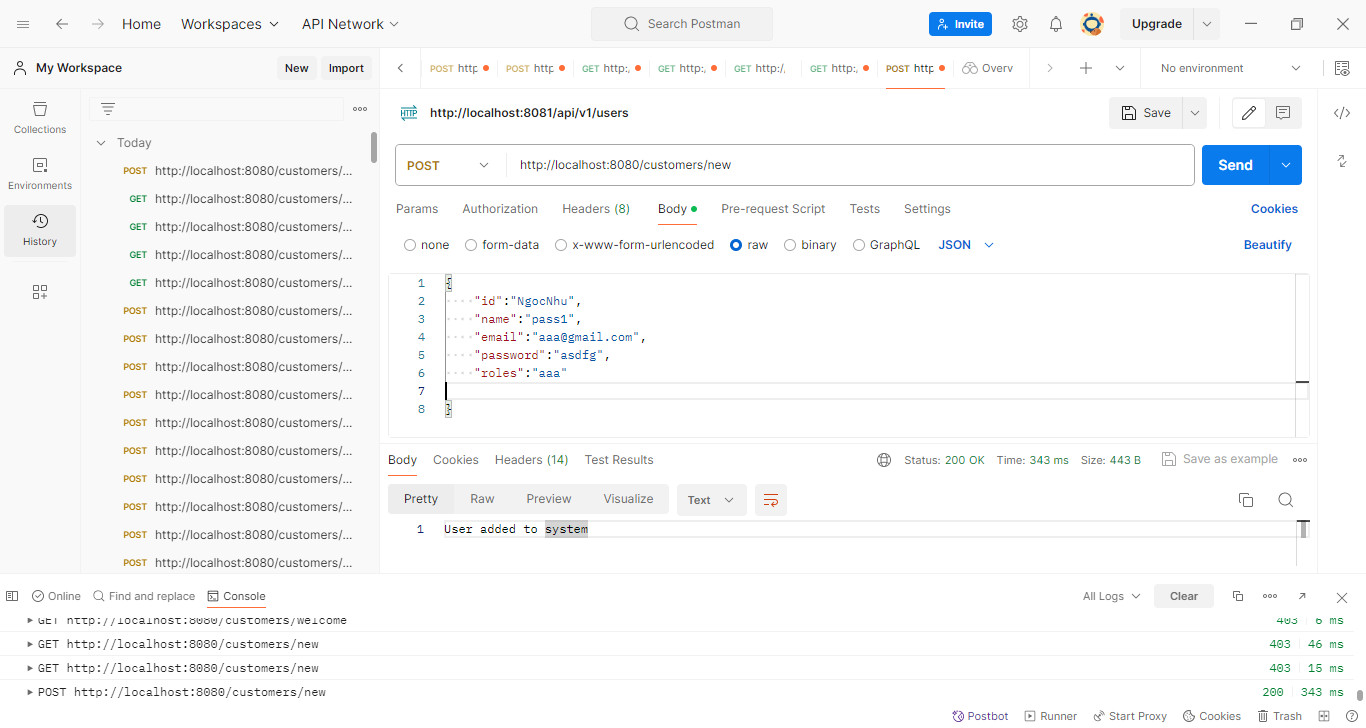 Home Workspaces API Network Search Postman Invite Upgrade
My Workspace New Import POST http POST http GET http:, GET http:, GET http:/, GET http:, POST http Overv No environment
Collections
Environments
History
Today
POST http://localhost:8080/customers/...
GET http://localhost:8080/customers/...
GET http://localhost:8080/customers/...
GET http://localhost:8080/customers/...
GET http://localhost:8080/customers/...
POST http://localhost:8080/customers/...
POST http://localhost:8080/customers/...
POST http://localhost:8080/customers/...
POST http://localhost:8080/customers/...
POST http://localhost:8080/customers/...
POST http://localhost:8080/customers/...
POST http://localhost:8080/customers/...
POST http://localhost:8080/customers/...
POST http://localhost:8080/customers/...
POST http://localhost:8080/customers/...
HTTP http://localhost:8081/api/v1/users Save
POST http://localhost:8080/customers/new Send
Params Authorization Headers (8) Body Pre-request Script Tests Settings Cookies
none form-data x-www-form-urlencoded raw binary GraphQL JSON Beautify
1 {
2 "id":"NgocNhu",
3 "name":"pass1",
4 "email":"aaa@gmail.com",
5 "password":"asdfg",
6 "roles":"aaa"
7
8 }
Body Cookies Headers (14) Test Results Status: 200 OK Time: 343 ms Size: 443 B Save as example
Pretty Raw Preview Visualize Text
1 User added to system
Online Find and replace Console All Logs Clear
GET http://localhost:8080/customers/welcome 403 6 ms
GET http://localhost:8080/customers/new 403 46 ms
GET http://localhost:8080/customers/new 403 15 ms
POST http://localhost:8080/customers/new 200 343 ms
Postbot Runner Start Proxy Cookies Trash